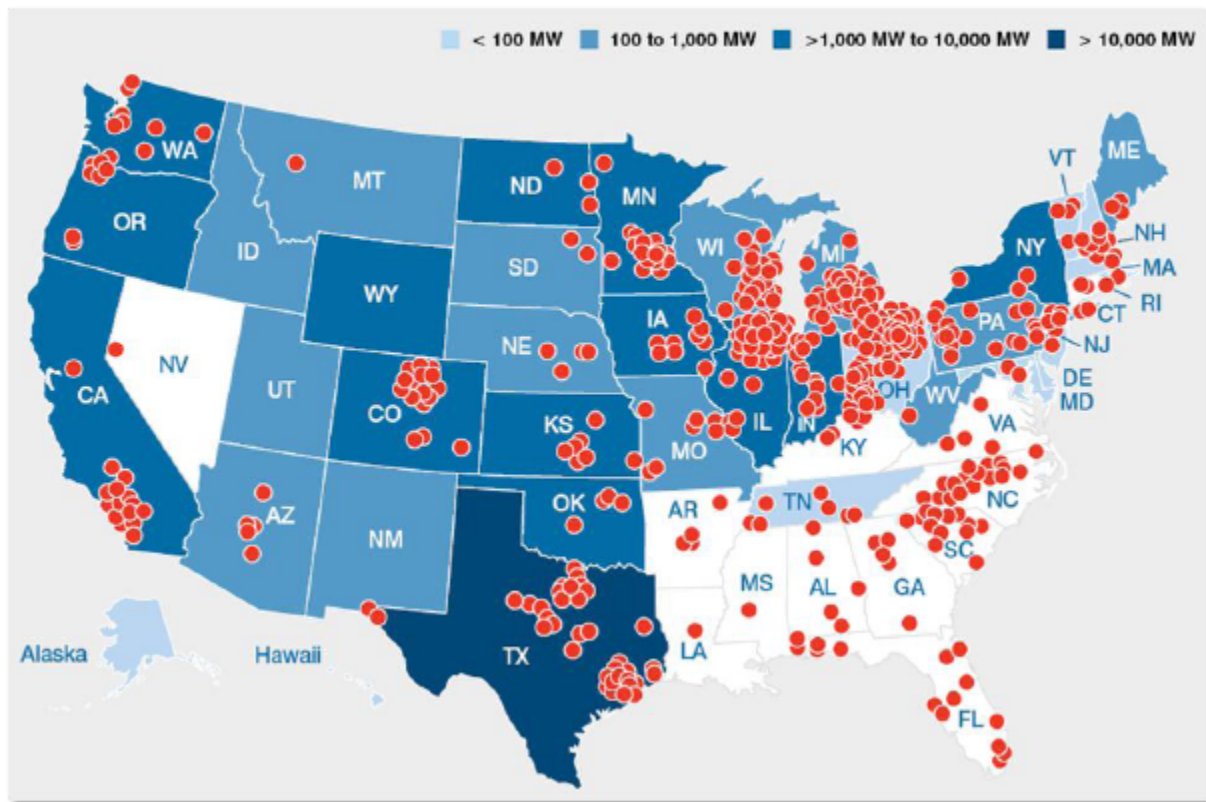 < 100 MW 100 to 1,000 MW >1,000 MW to 10,000 MW > 10,000 MW
WA
MT
ND
MN
VT
ME
OR
ID
SD
WI
MI
NY
NH
WY
MA
RI
IA
PA
CT
NV
NE
NJ
UT
CA
CO
IL
IN
OH
WV
DE
MD
KS
MO
KY
VA
AZ
NM
OK
AR
TN
NC
SC
MS
AL
GA
Alaska
Hawaii
TX
LA
FL